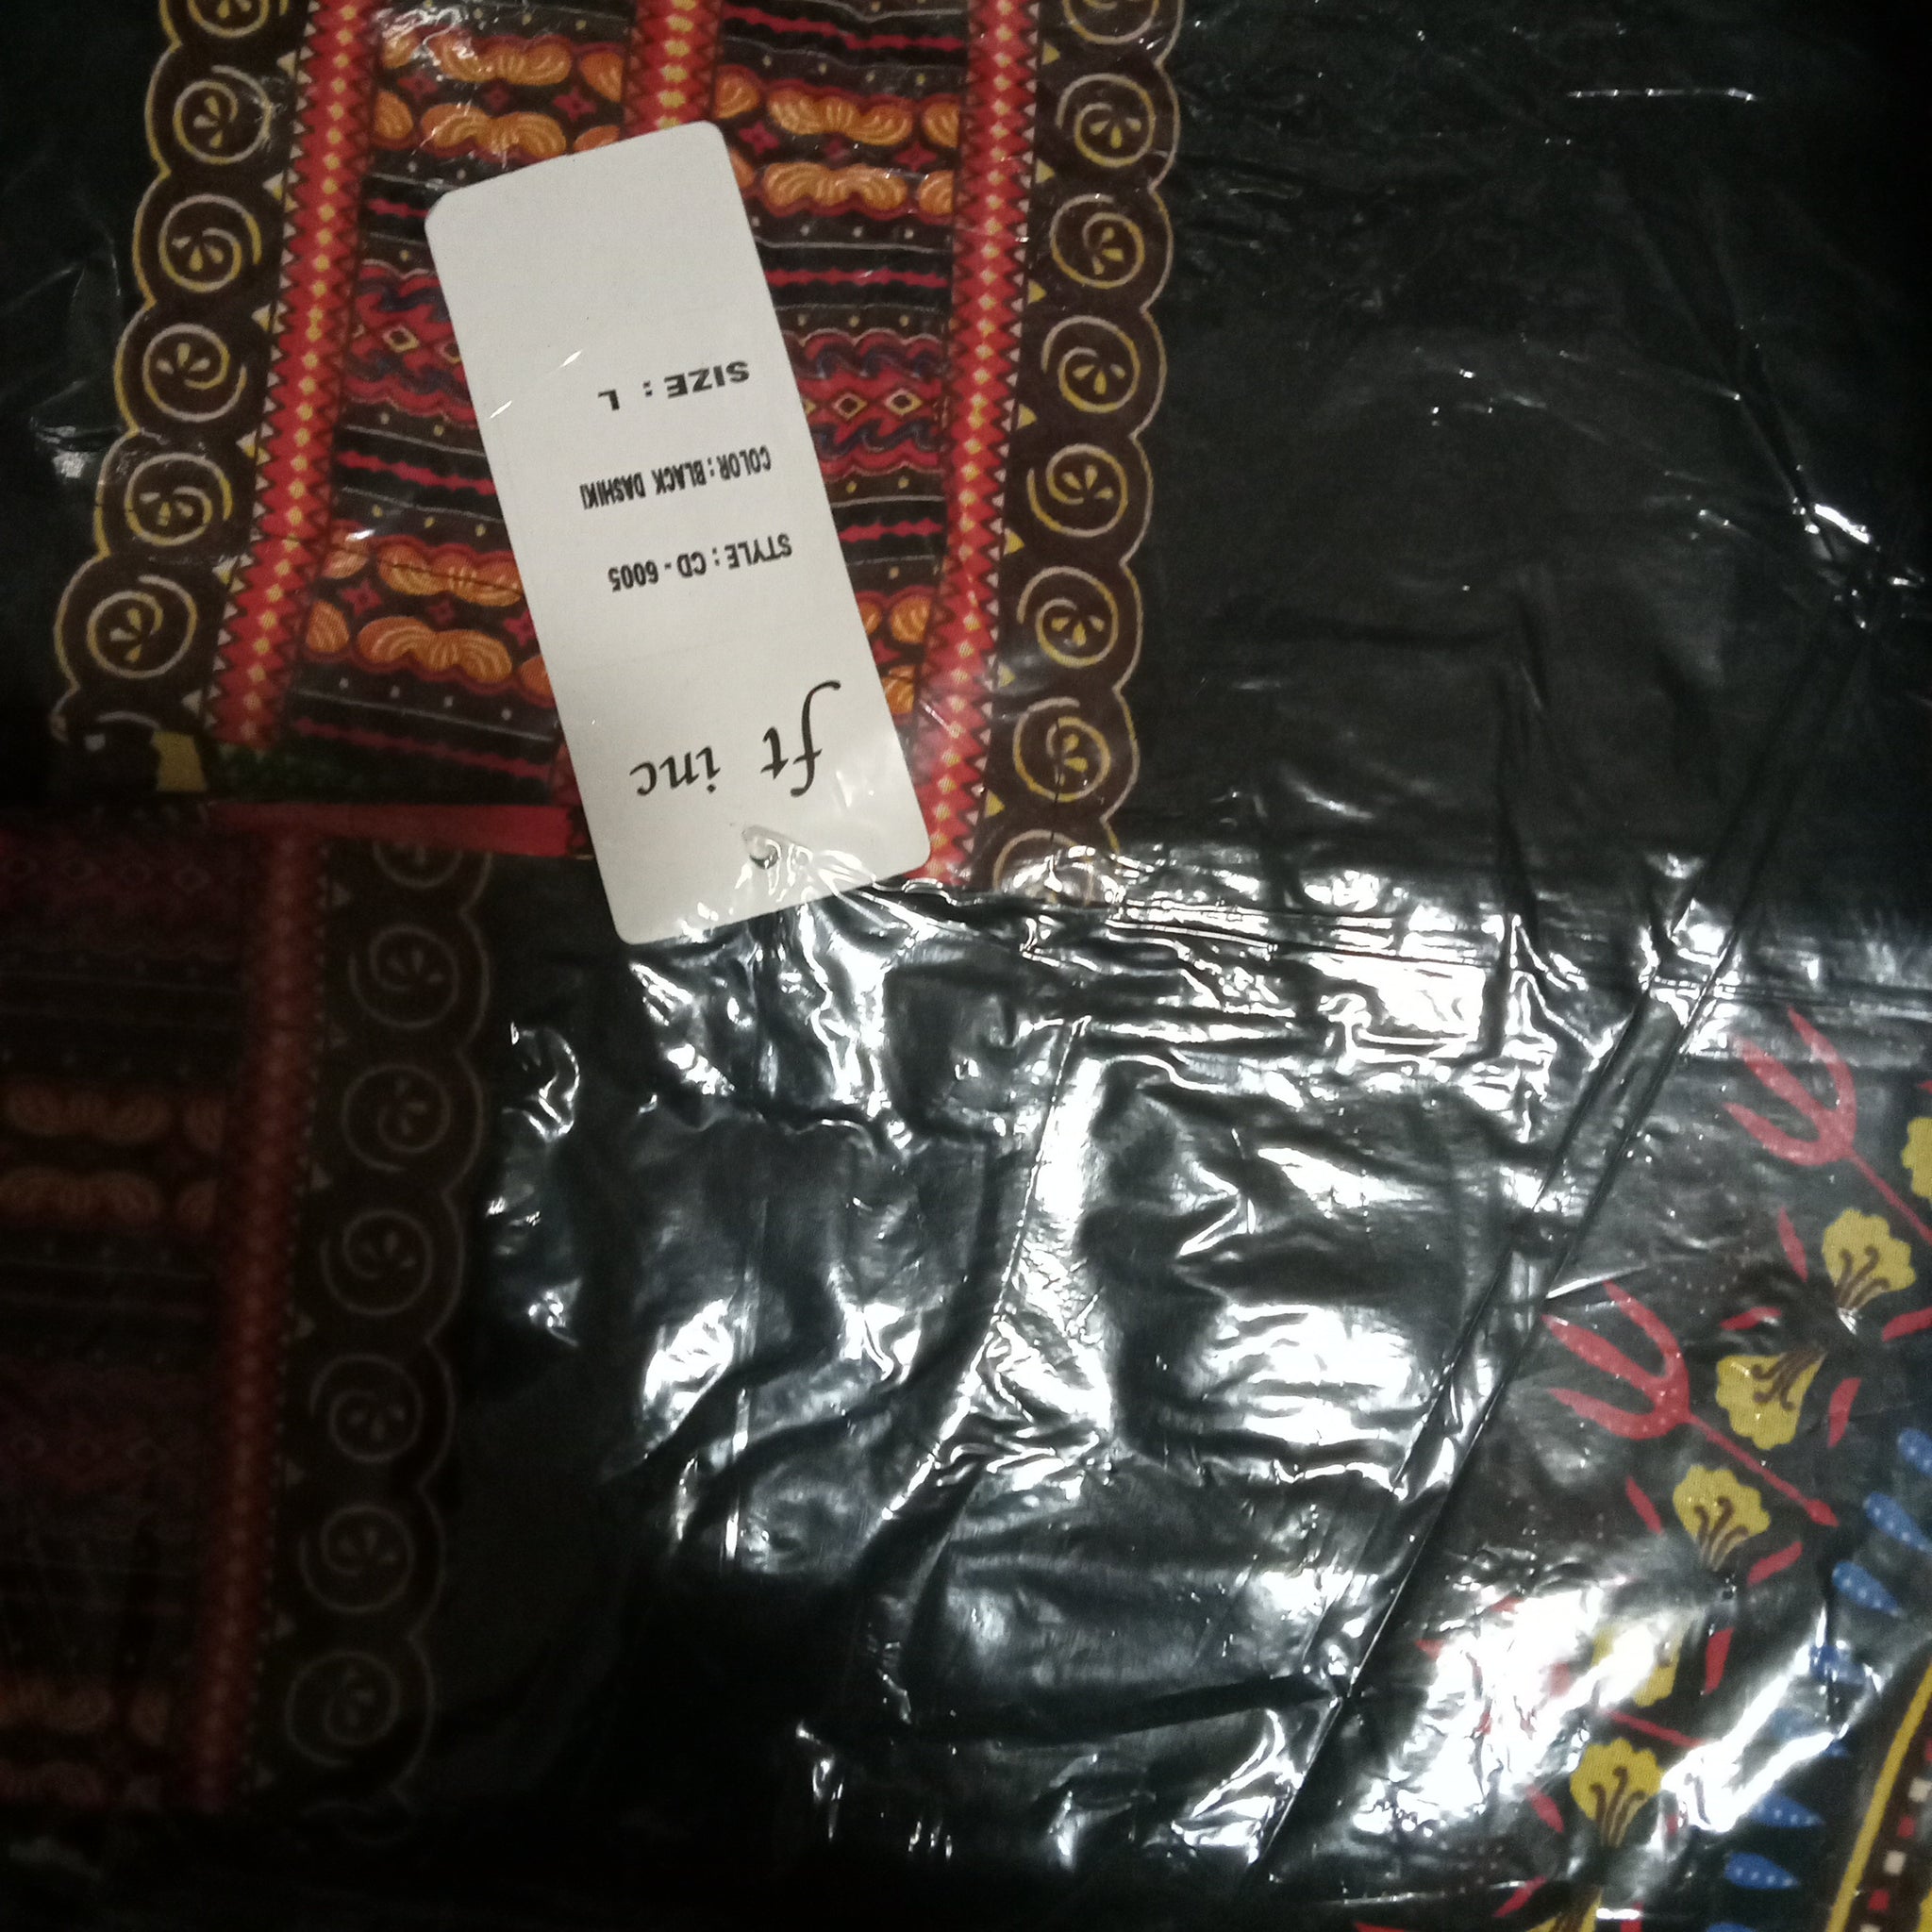 ft inc
STYLE : CD - 6005
COLOR : BLACK DASHIKI
SIZE : L